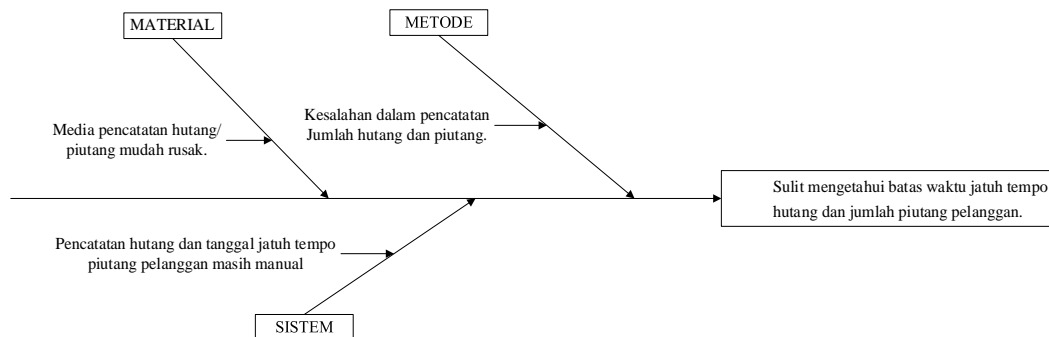 MATERIAL
METODE
Media pencatatan hutang/
piutang mudah rusak.
Kesalahan dalam pencatatan
Jumlah hutang dan piutang.
Sulit mengetahui batas waktu jatuh tempo
hutang dan jumlah piutang pelanggan.
Pencatatan hutang dan tanggal jatuh tempo
piutang pelanggan masih manual
SISTEM